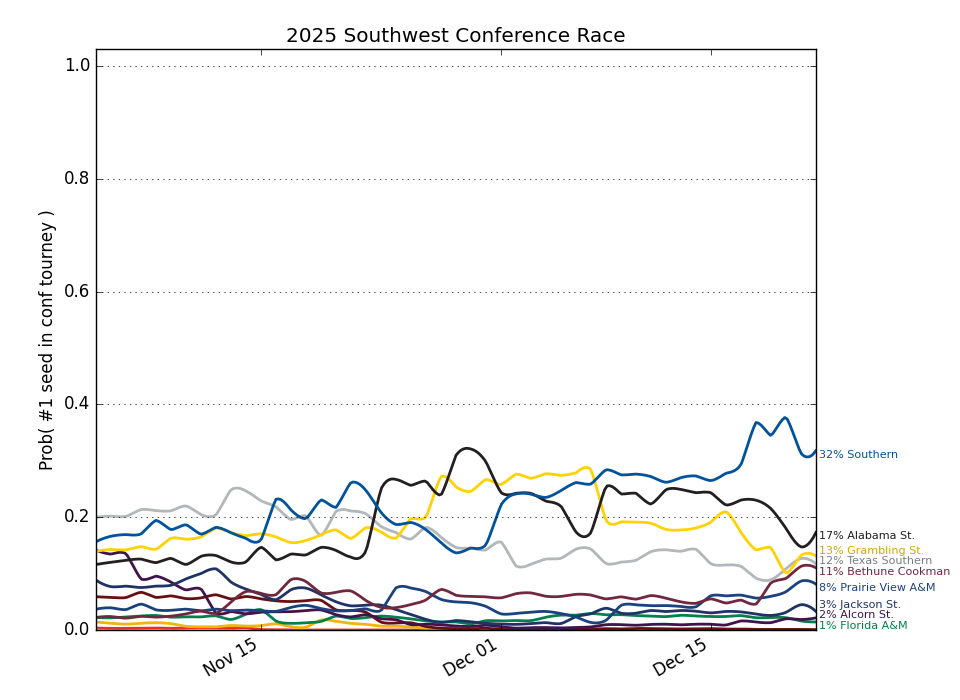 2025 Southwest Conference Race
Prob( #1 seed in conf tourney )
1.0
0.8
0.6
0.4
0.2
0.0
Nov 15
Dec 01
Dec 15
32% Southern
17% Alabama St.
13% Grambling St.
12% Texas Southern
11% Bethune Cookman
8% Prairie View A&M
3% Jackson St.
2% Alcorn St.
1% Florida A&M